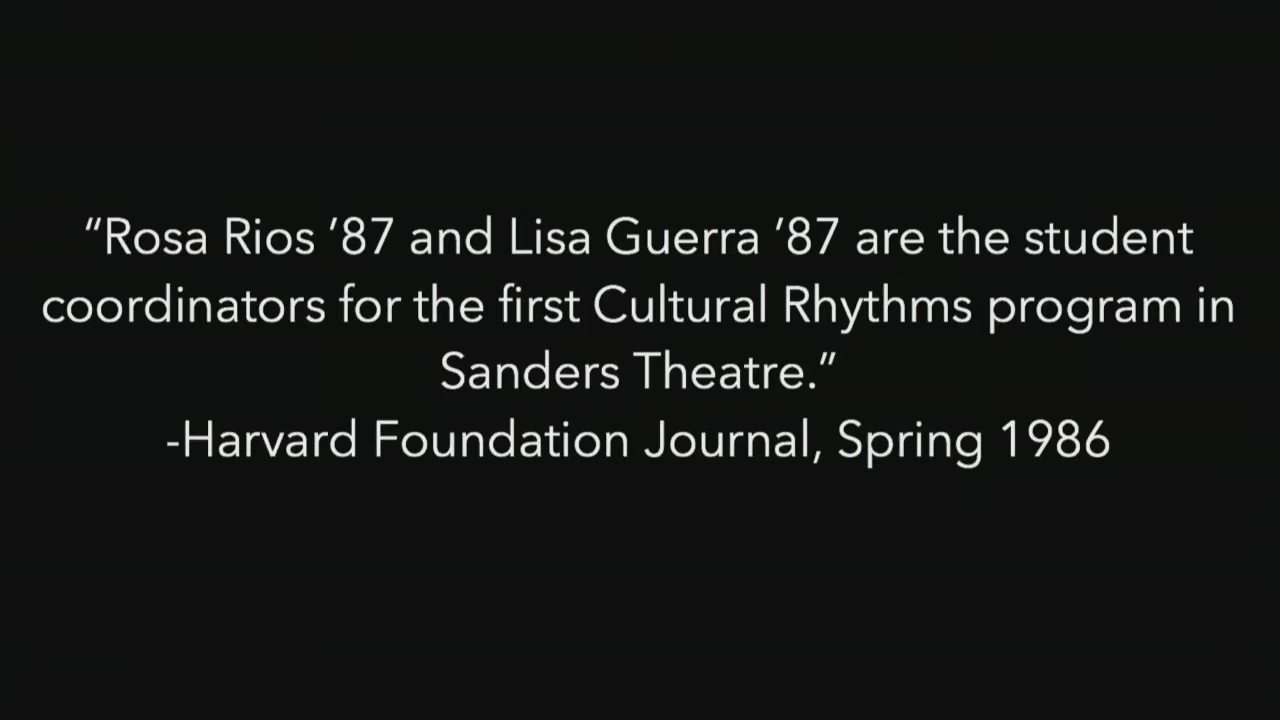 “Rosa Rios ’87 and Lisa Guerra ’87 are the student
coordinators for the first Cultural Rhythms program in
Sanders Theatre.”
-Harvard Foundation Journal, Spring 1986